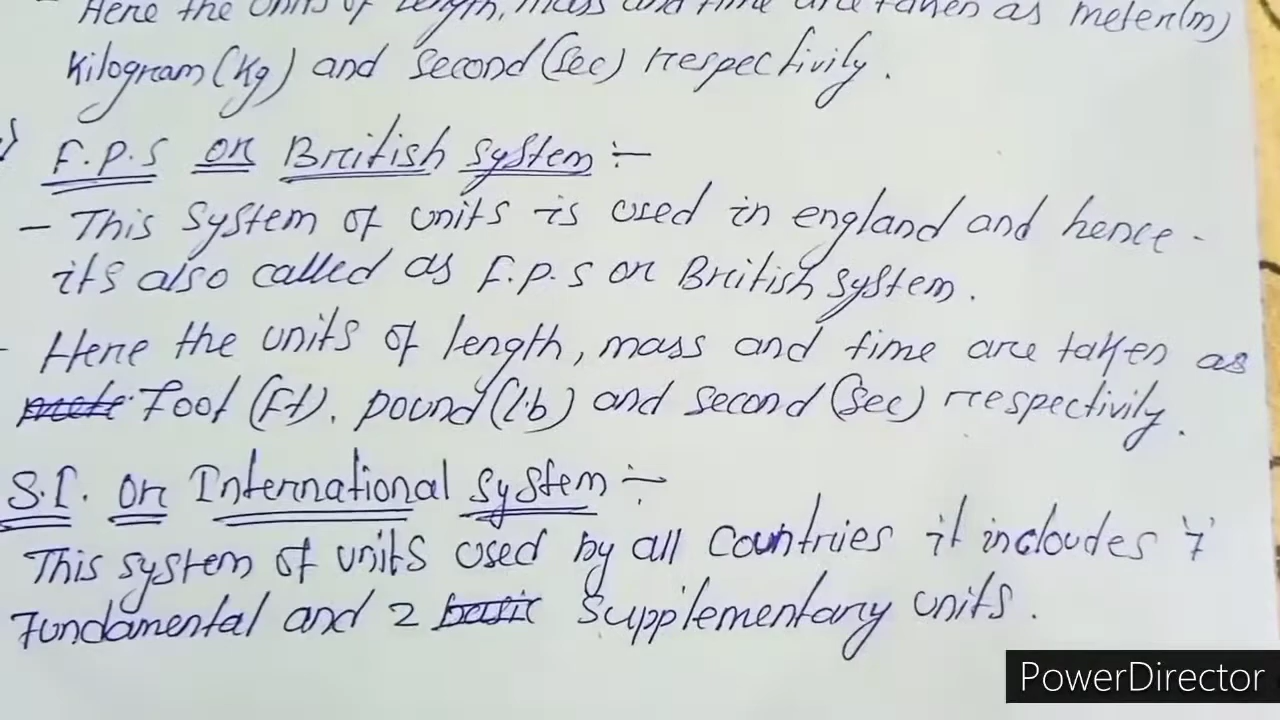 Here the units of length, mass and time are taken as meter(m)
Kilogram(Kg) and Second(Sec) respectivily.
F.P.S or British system :-
- This system of units is used in england and hence -
its also called as F.P.S or British system.
- Here the units of length, mass and time are taken as
foot (ft). pound(l.b) and second (Sec) respectivily.
S.I. or International system :-
This system of units used by all countries it includes '7'
Fundamental and 2 basic Supplementary units.
PowerDirector